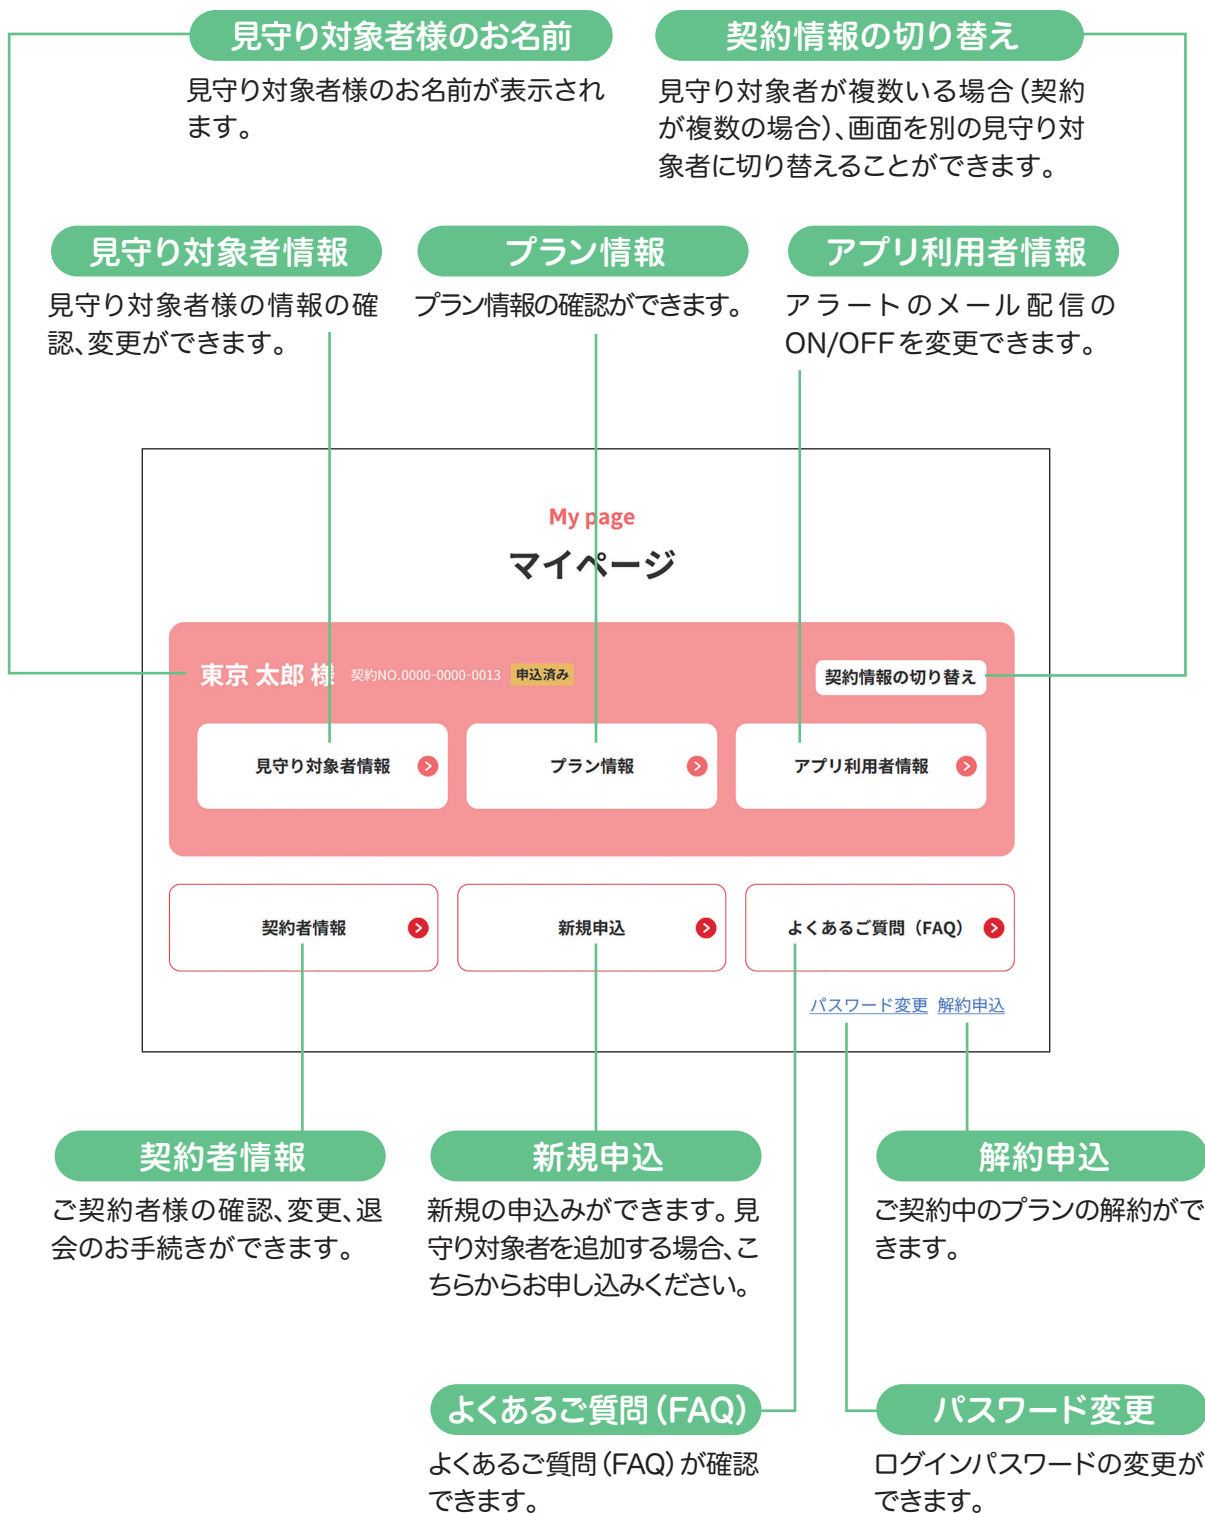 見守り対象者様のお名前
見守り対象者様のお名前が表示され
ます。
契約情報の切り替え
見守り対象者が複数いる場合(契約
が複数の場合)、画面を別の見守り対
象者に切り替えることができます。
見守り対象者情報
見守り対象者様の情報の確
認、変更ができます。
プラン情報
プラン情報の確認ができます。
アプリ利用者情報
アラートのメール配信の
ON/OFFを変更できます。
My page
マイページ
東京 太郎 様 契約NO.0000-0000-0013 申込済み
契約情報の切り替え
見守り対象者情報
プラン情報
アプリ利用者情報
契約者情報
新規申込
よくあるご質問(FAQ)
パスワード変更 解約申込
契約者情報
ご契約者様の確認、変更、退
会のお手続きができます。
新規申込
新規の申込みができます。見
守り対象者を追加する場合、こ
ちらからお申し込みください。
解約申込
ご契約中のプランの解約がで
きます。
よくあるご質問(FAQ)
よくあるご質問(FAQ)が確認
できます。
パスワード変更
ログインパスワードの変更が
できます。